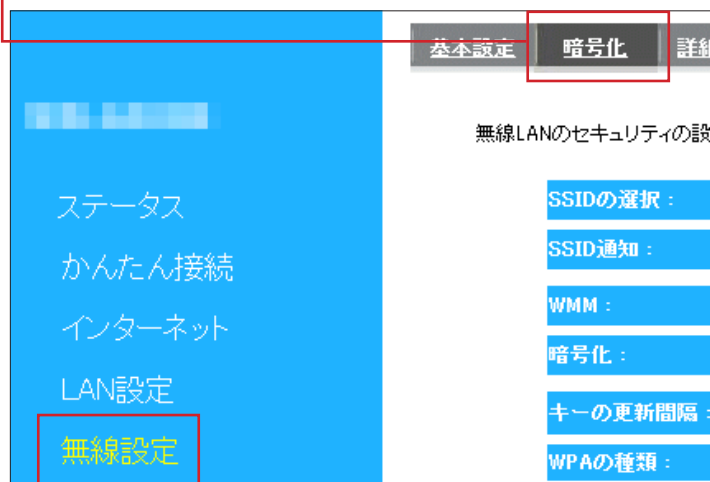 基本設定 暗号化
無線LANのセキュリティの設
ステータス
かんたん接続
インターネット
LAN設定
無線設定
SSIDの選択：
SSID通知：
WMM：
暗号化：
キーの更新間隔：
WPAの種類：